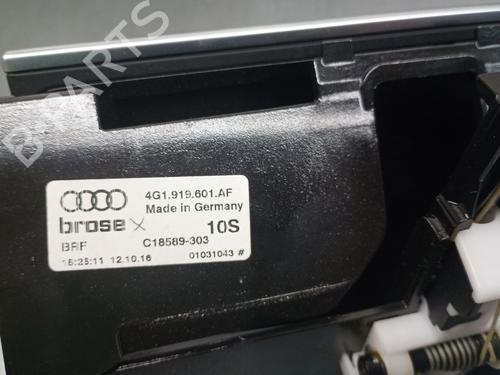 B-PARTS
4G1.919.601.AF
Made in Germany
brose
10S
BRF
C18589-303
15:25:11 12.10.16
01031043 #